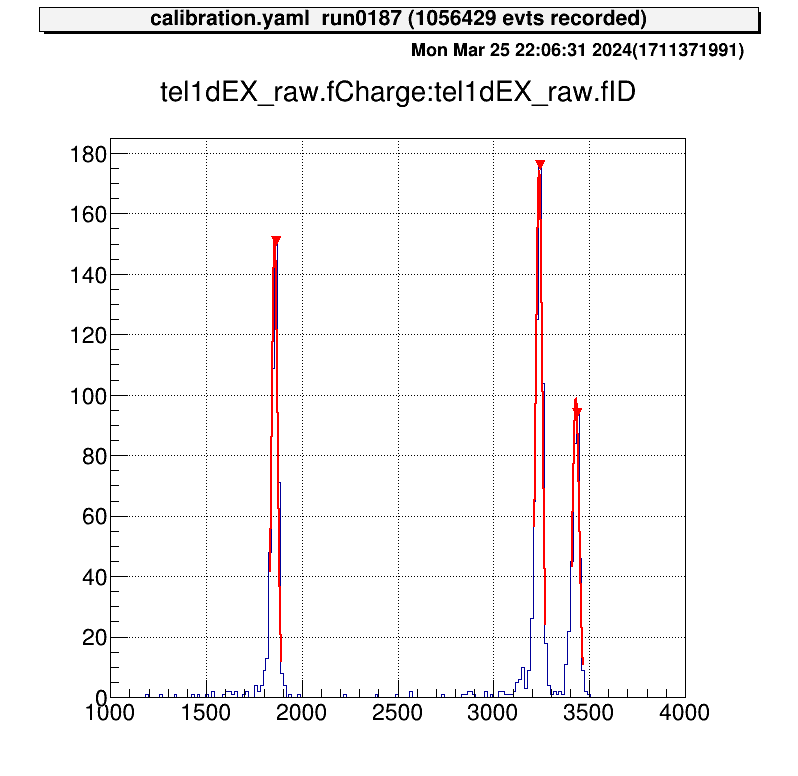 calibration.yaml run0187 (1056429 evts recorded)
Mon Mar 25 22:06:31 2024(1711371991)
tel1dEX_raw.fCharge:tel1dEX_raw.fID
180
160
140
120
100
80
60
40
20
0
1000 1500 2000 2500 3000 3500 4000